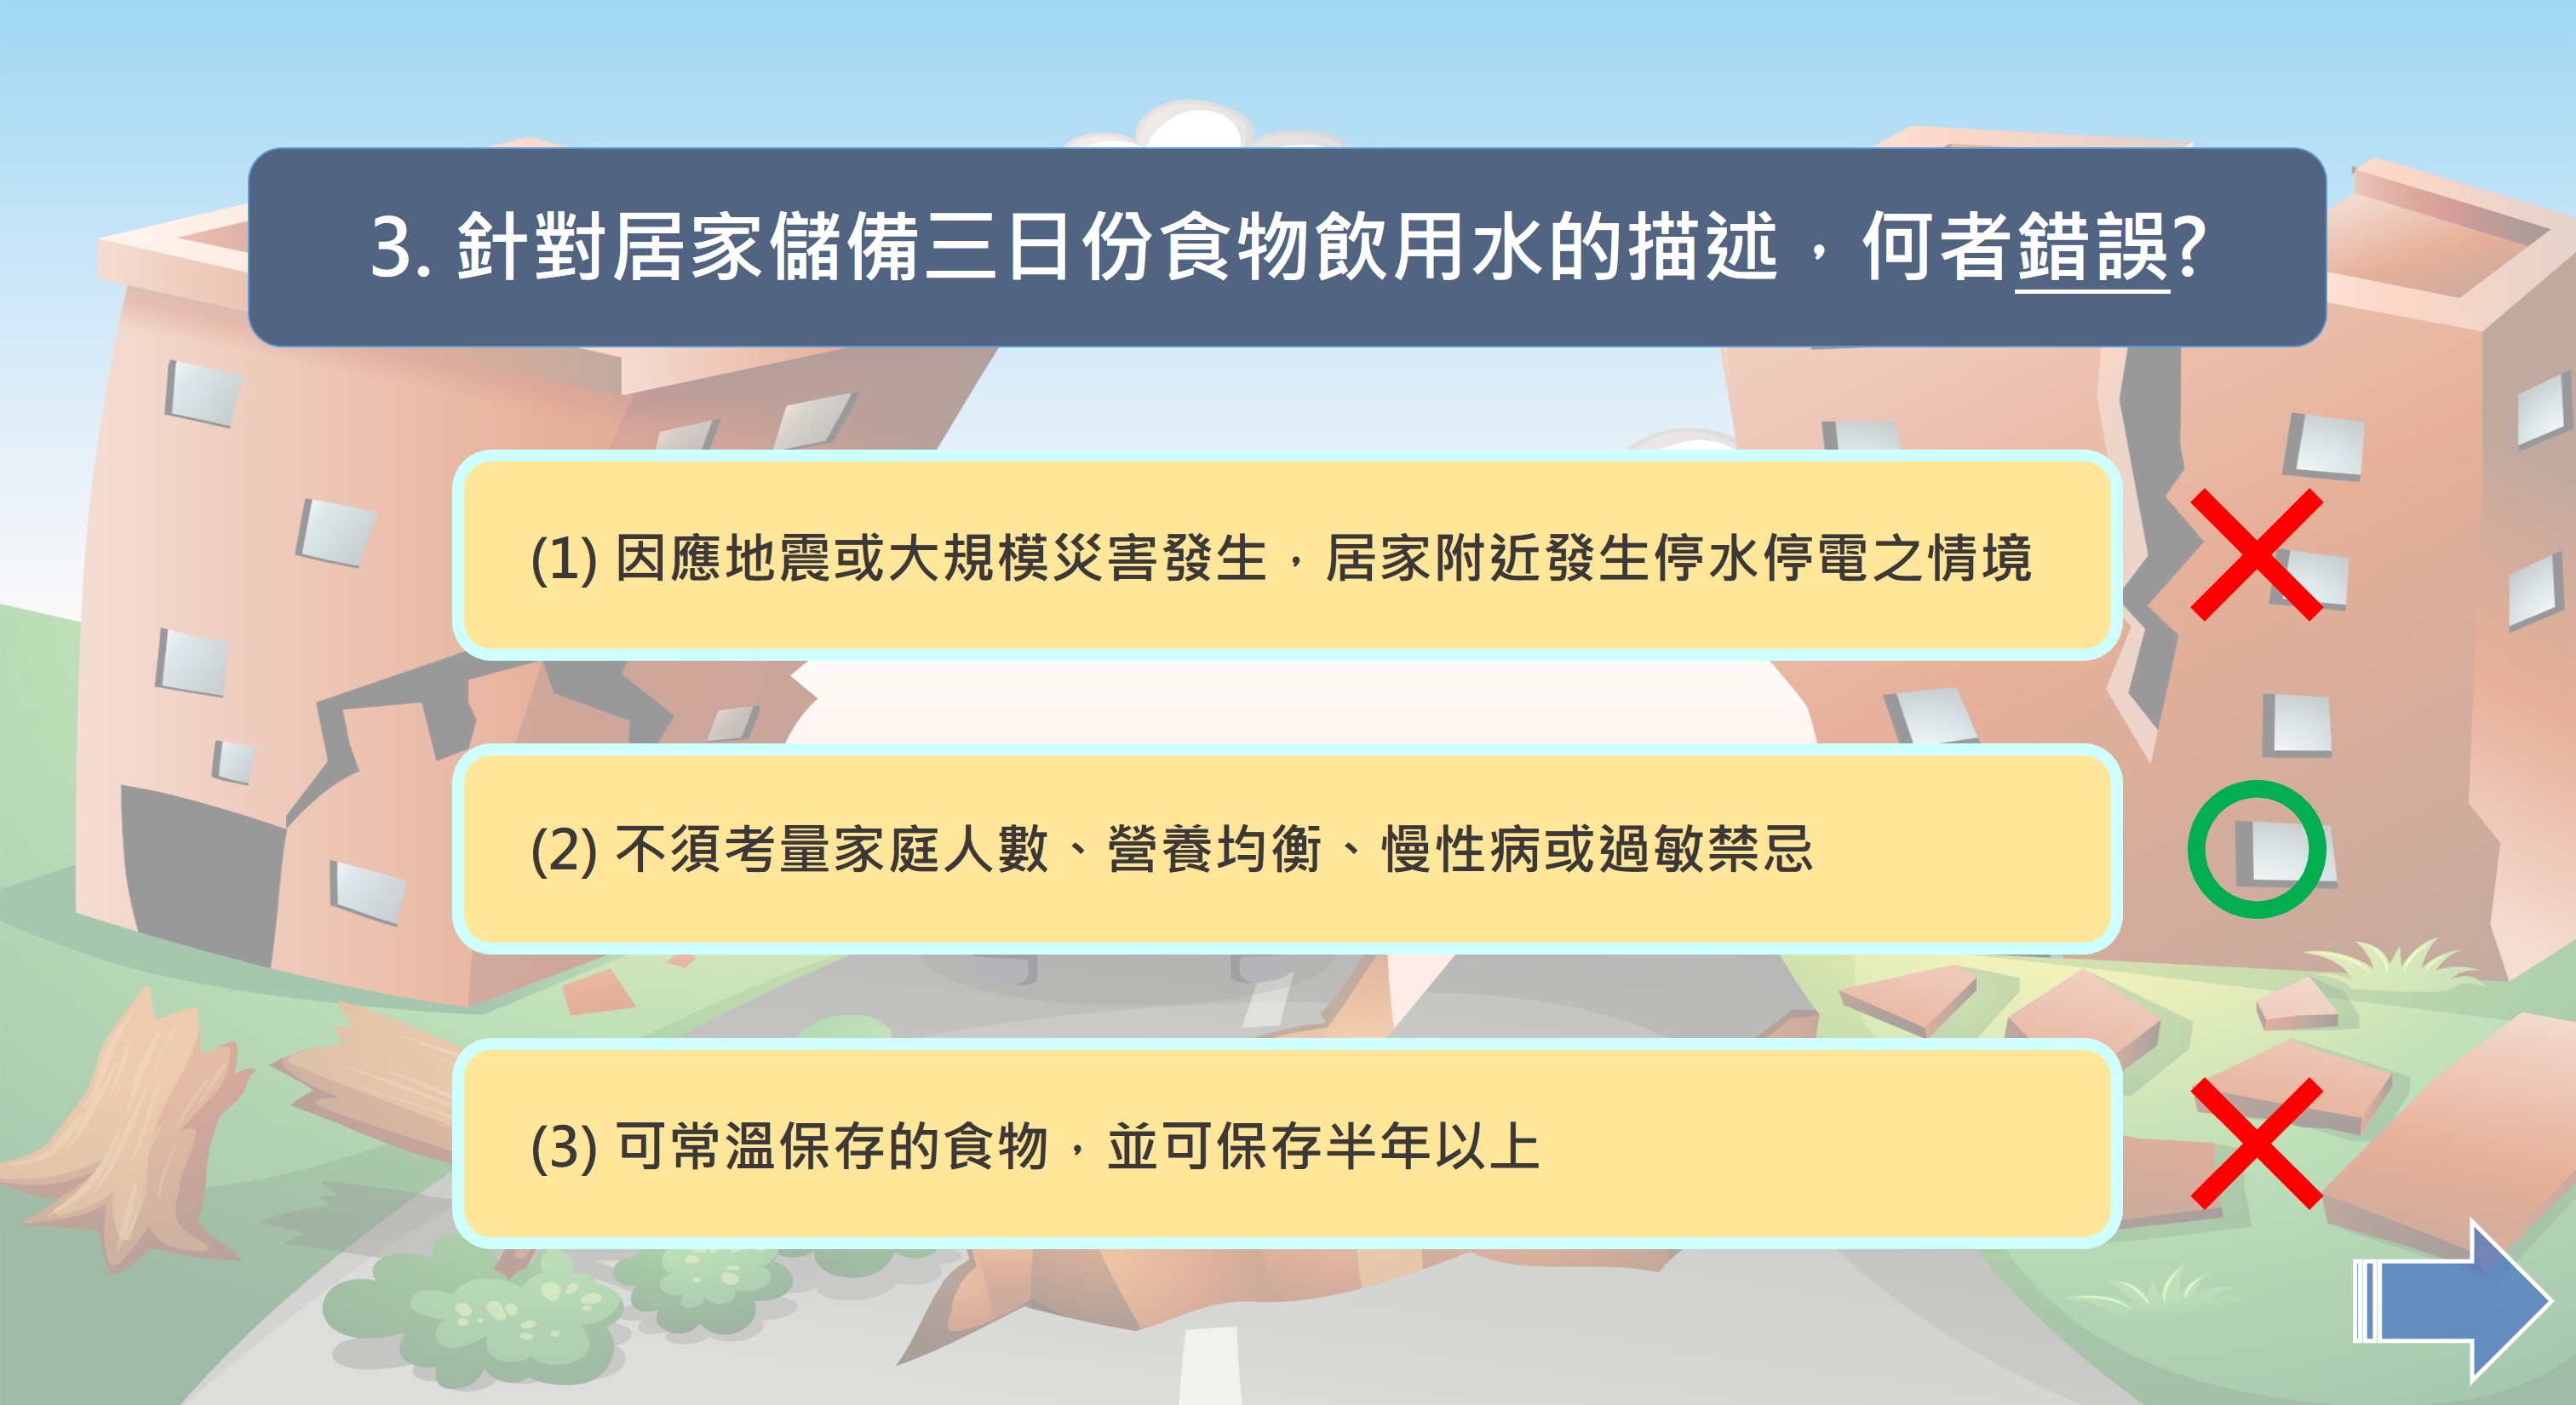 3. 針對居家儲備三日份食物飲用水的描述，何者錯誤?
(1) 因應地震或大規模災害發生，居家附近發生停水停電之情境
(2) 不須考量家庭人數、營養均衡、慢性病或過敏禁忌
(3) 可常溫保存的食物，並可保存半年以上